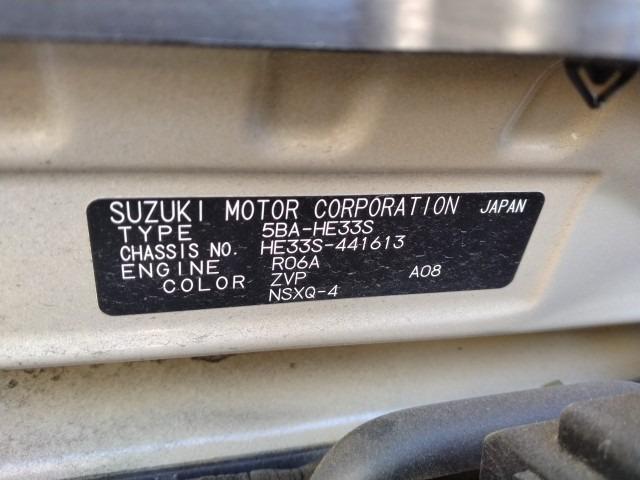 SUZUKI MOTOR CORPORATION JAPAN
TYPE 5BA-HE33S
CHASSIS NO. HE33S-441613
ENGINE R06A
COLOR ZVP A08
NSXQ-4